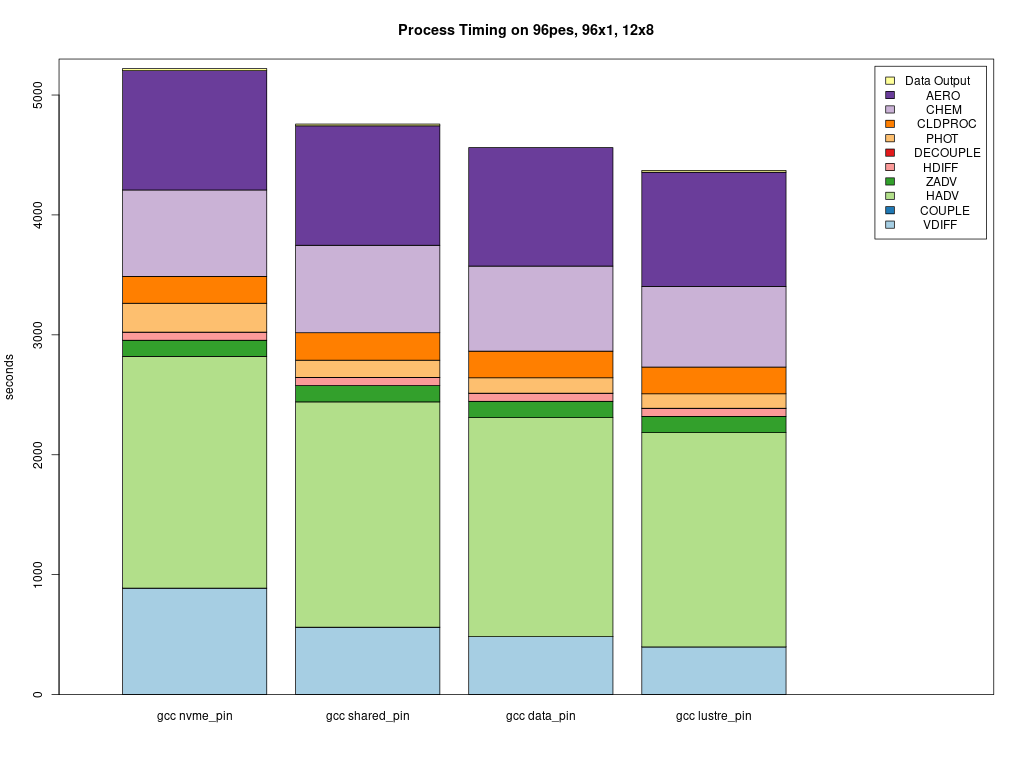 Process Timing on 96pes, 96x1, 12x8
seconds
5000
4000
3000
2000
1000
0
Data Output
AERO
CHEM
CLDPROC
PHOT
DECOUPLE
HDIFF
ZADV
HADV
COUPLE
VDIFF
gcc nvme_pin
gcc shared_pin
gcc data_pin
gcc lustre_pin